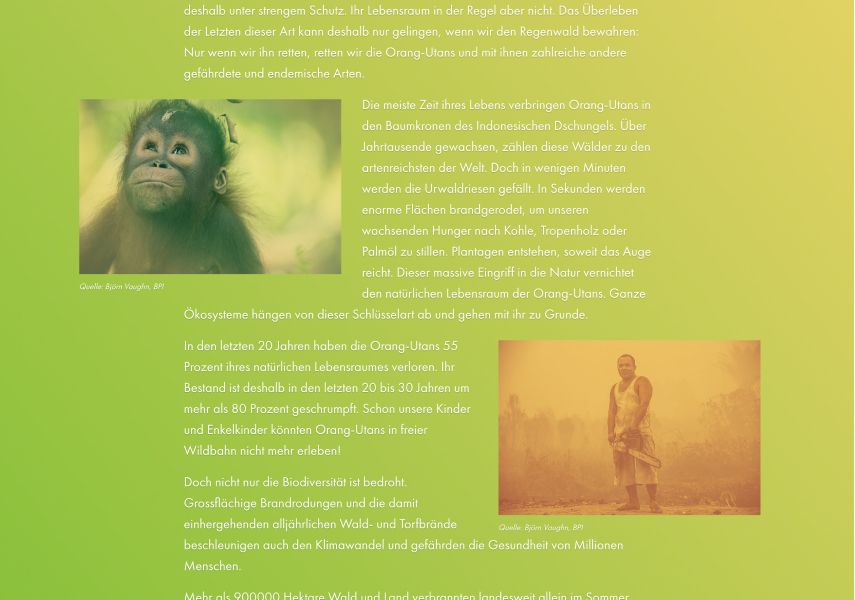 deshalb unter strengem Schutz. Ihr Lebensraum in der Regel aber nicht. Das Überleben
der Letzten dieser Art kann deshalb nur gelingen, wenn wir den Regenwald bewahren:
Nur wenn wir ihn retten, retten wir die Orang-Utans und mit ihnen zahlreiche andere
gefährdete und endemische Arten.
Die meiste Zeit ihres Lebens verbringen Orang-Utans in
den Baumkronen des Indonesischen Dschungels. Über
Jahrtausende gewachsen, zählen diese Wälder zu den
artenreichsten der Welt. Doch in wenigen Minuten
werden die Urwaldriesen gefällt. In Sekunden werden
enorme Flächen brandgerodet, um unseren
wachsenden Hunger nach Kohle, Tropenholz oder
Palmöl zu stillen. Plantagen entstehen, soweit das Auge
reicht. Dieser massive Eingriff in die Natur vernichtet
den natürlichen Lebensraum der Orang-Utans. Ganze
Ökosysteme hängen von dieser Schlüsselart ab und gehen mit ihr zu Grunde.
Quelle: Björn Vaughn, BPI
In den letzten 20 Jahren haben die Orang-Utans 55
Prozent ihres natürlichen Lebensraumes verloren. Ihr
Bestand ist deshalb in den letzten 20 bis 30 Jahren um
mehr als 80 Prozent geschrumpft. Schon unsere Kinder
und Enkelkinder könnten Orang-Utans in freier
Wildbahn nicht mehr erleben!
Doch nicht nur die Biodiversität ist bedroht.
Grossflächige Brandrodungen und die damit
einhergehenden alljährlichen Wald- und Torfbrände
beschleunigen auch den Klimawandel und gefährden die Gesundheit von Millionen
Menschen.
Quelle: Björn Vaughn, BPI
Mehr als 900000 Hektare Wald und Land verbrannten landesweit allein im Sommer